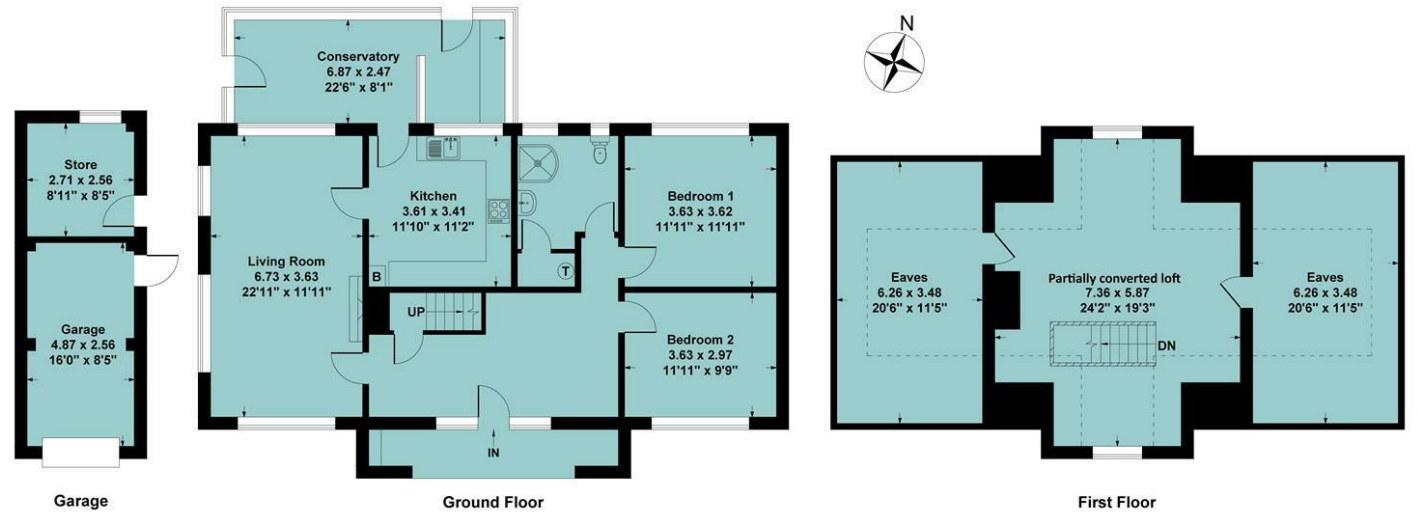 N
Conservatory
6.87 x 2.47
22'6" x 8'1"
Store
2.71 x 2.56
8'11" x 8'5"
Kitchen
3.61 x 3.41
11'10" x 11'2"
Bedroom 1
3.63 x 3.62
11'11" x 11'11"
Living Room
6.73 x 3.63
22'11" x 11'11"
B
T
UP
Garage
4.87 x 2.56
16'0" x 8'5"
Bedroom 2
3.63 x 2.97
11'11" x 9'9"
IN
Eaves
6.26 x 3.48
20'6" x 11'5"
Partially converted loft
7.36 x 5.87
24'2" x 19'3"
DN
Eaves
6.26 x 3.48
20'6" x 11'5"
Garage
Ground Floor
First Floor